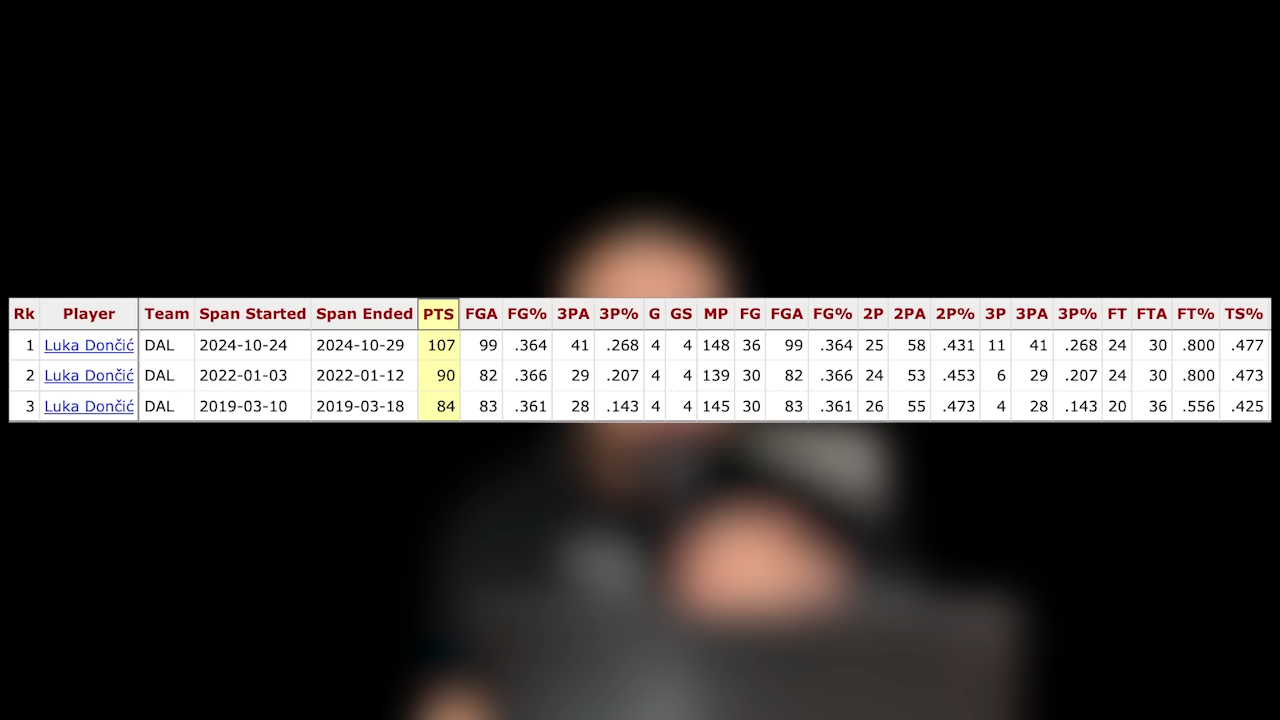 Rk Player Team Span Started Span Ended PTS FGA FG% 3PA 3P% G GS MP FG FGA FG% 2P 2PA 2P% 3P 3PA 3P% FT FTA FT% TS%
1 Luka Dončić DAL 2024-10-24 2024-10-29 107 99 .364 41 .268 4 4 148 36 99 .364 25 58 .431 11 41 .268 24 30 .800 .477
2 Luka Dončić DAL 2022-01-03 2022-01-12 90 82 .366 29 .207 4 4 139 30 82 .366 24 53 .453 6 29 .207 24 30 .800 .473
3 Luka Dončić DAL 2019-03-10 2019-03-18 84 83 .361 28 .143 4 4 145 30 83 .361 26 55 .473 4 28 .143 20 36 .556 .425